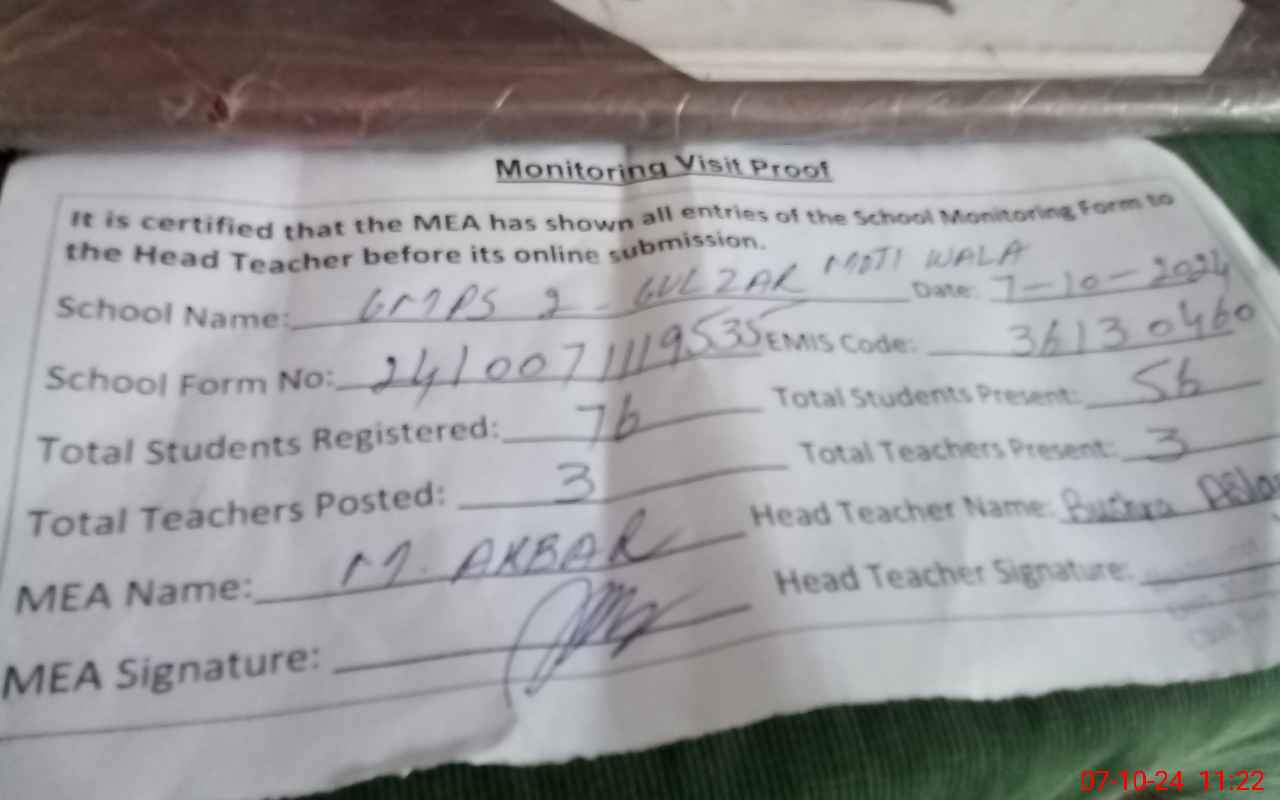 Monitoring Visit Proof
It is certified that the MEA has shown all entries of the School Monitoring Form to
the Head Teacher before its online submission.
School Name: GMPS 2 - GULZAR MOTI WALA Date: 7-10-2024
School Form No: 2410071119535 EMIS Code: 36130460
Total Students Registered: 76 Total Students Present: 56
Total Teachers Posted: 3 Total Teachers Present: 3
MEA Name: M. AKBAR Head Teacher Name: Bushra
MEA Signature: Head Teacher Signature:
07-10-24 11:22